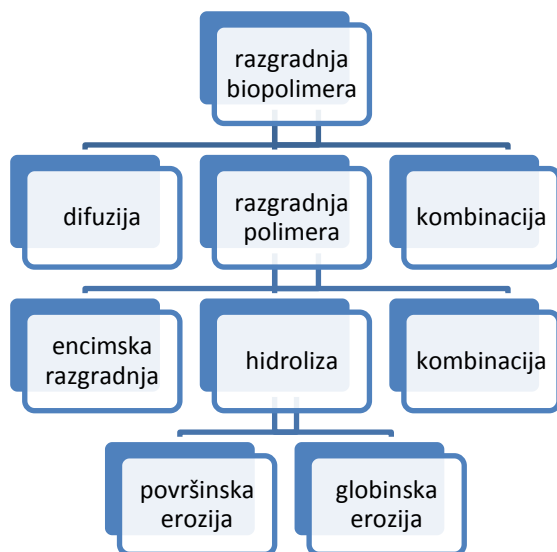 razgradnja
biopolimera
difuzija
razgradnja
polimera
kombinacija
encimska
razgradnja
hidroliza
kombinacija
površinska
erozija
globinska
erozija